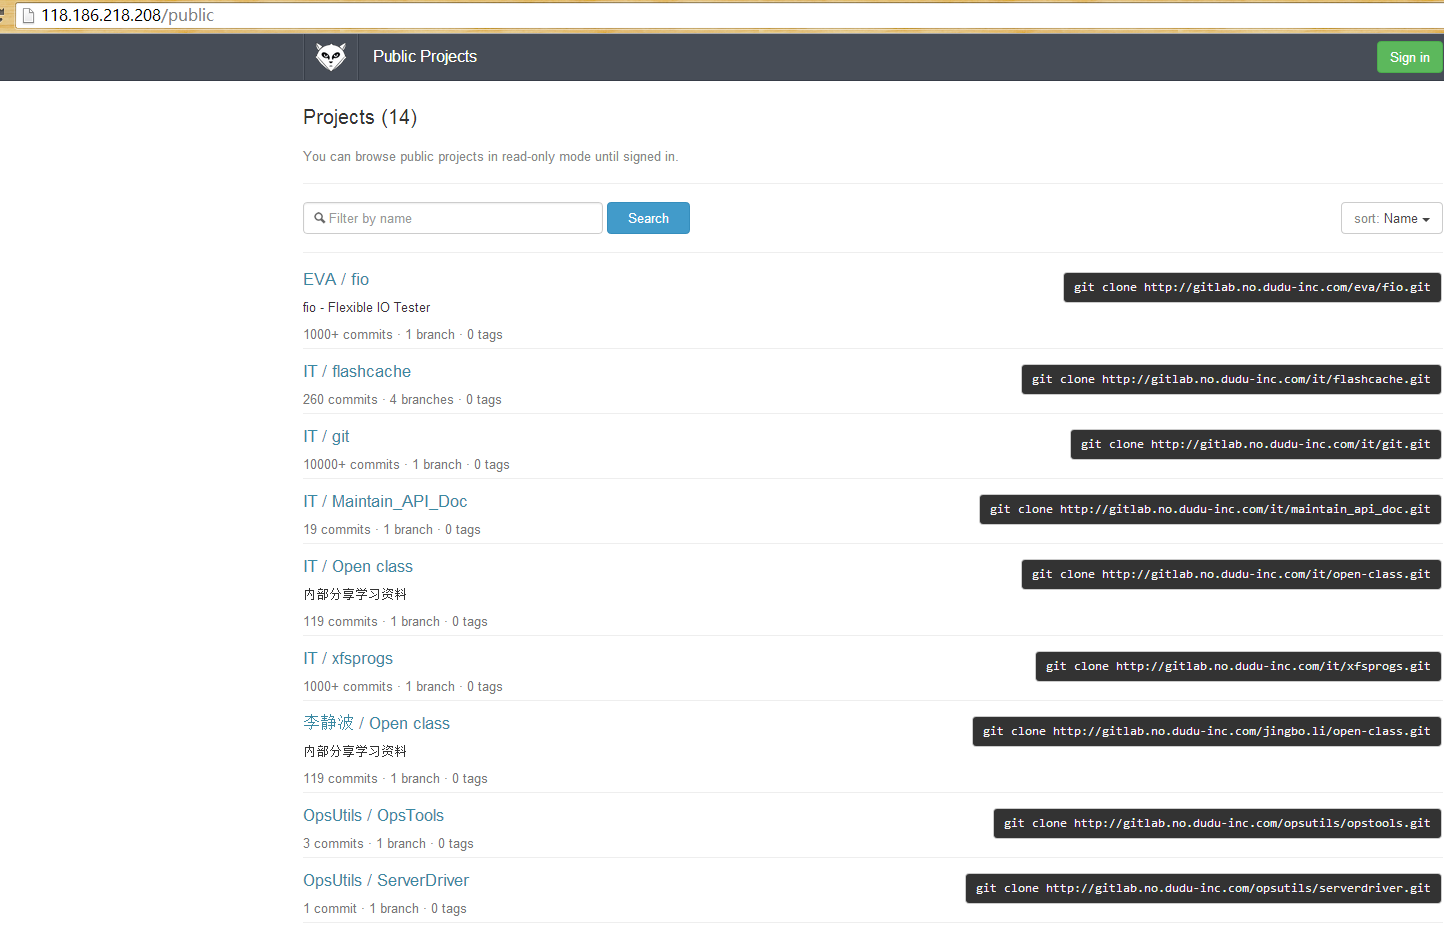 118.186.218.208/public
Public Projects
Sign in
Projects (14)
You can browse public projects in read-only mode until signed in.
Filter by name
Search
sort: Name
EVA / fio
git clone http://gitlab.no.dudu-inc.com/eva/fio.git
fio - Flexible IO Tester
1000+ commits · 1 branch · 0 tags
IT / flashcache
git clone http://gitlab.no.dudu-inc.com/it/flashcache.git
260 commits · 4 branches · 0 tags
IT / git
git clone http://gitlab.no.dudu-inc.com/it/git.git
10000+ commits · 1 branch · 0 tags
IT / Maintain_API_Doc
git clone http://gitlab.no.dudu-inc.com/it/maintain_api_doc.git
19 commits · 1 branch · 0 tags
IT / Open class
git clone http://gitlab.no.dudu-inc.com/it/open-class.git
内部分享学习资料
119 commits · 1 branch · 0 tags
IT / xfsprogs
git clone http://gitlab.no.dudu-inc.com/it/xfsprogs.git
1000+ commits · 1 branch · 0 tags
李静波 / Open class
git clone http://gitlab.no.dudu-inc.com/jingbo.li/open-class.git
内部分享学习资料
119 commits · 1 branch · 0 tags
OpsUtils / OpsTools
git clone http://gitlab.no.dudu-inc.com/opsutils/opstools.git
3 commits · 1 branch · 0 tags
OpsUtils / ServerDriver
git clone http://gitlab.no.dudu-inc.com/opsutils/serverdriver.git
1 commit · 1 branch · 0 tags